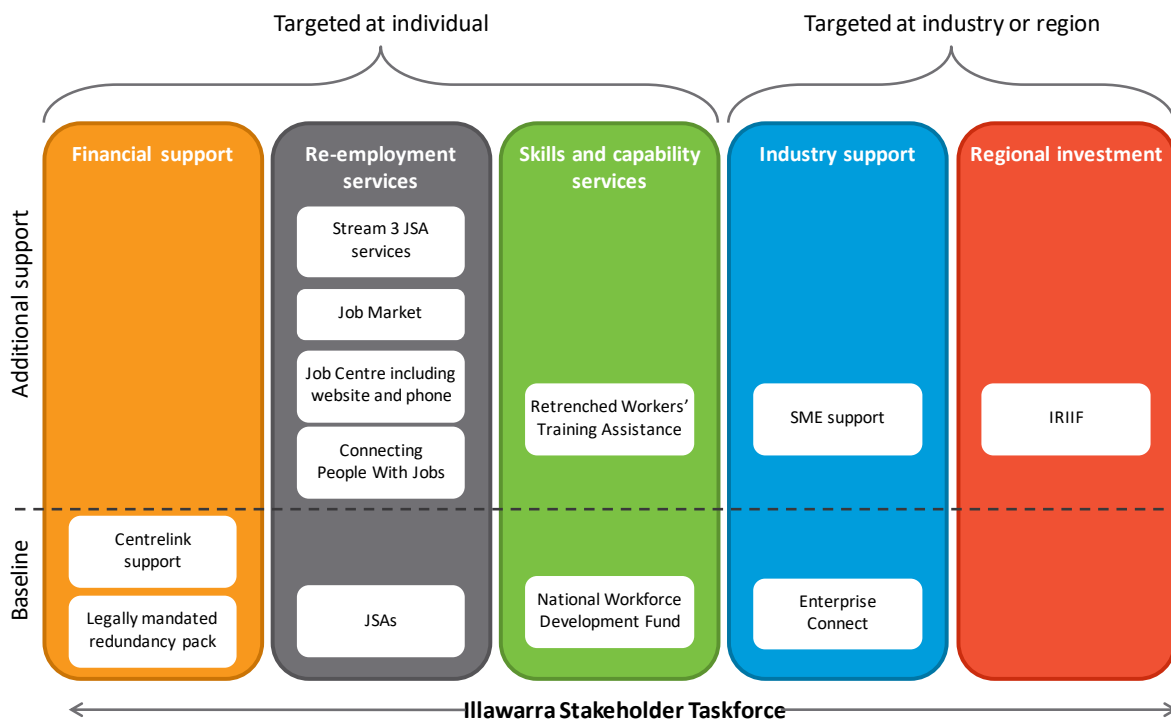 Targeted at individual
Targeted at industry or region
Financial support
Re-employment
services
Skills and capability
services
Industry support
Regional investment
Additional support
Stream 3 JSA
services
Job Market
Job Centre including
website and phone
Connecting
People With Jobs
Retrenched Workers’
Training Assistance
SME support
IRIIF
Baseline
Centrelink
support
Legally mandated
redundancy pack
JSAs
National Workforce
Development Fund
Enterprise
Connect
Illawarra Stakeholder Taskforce